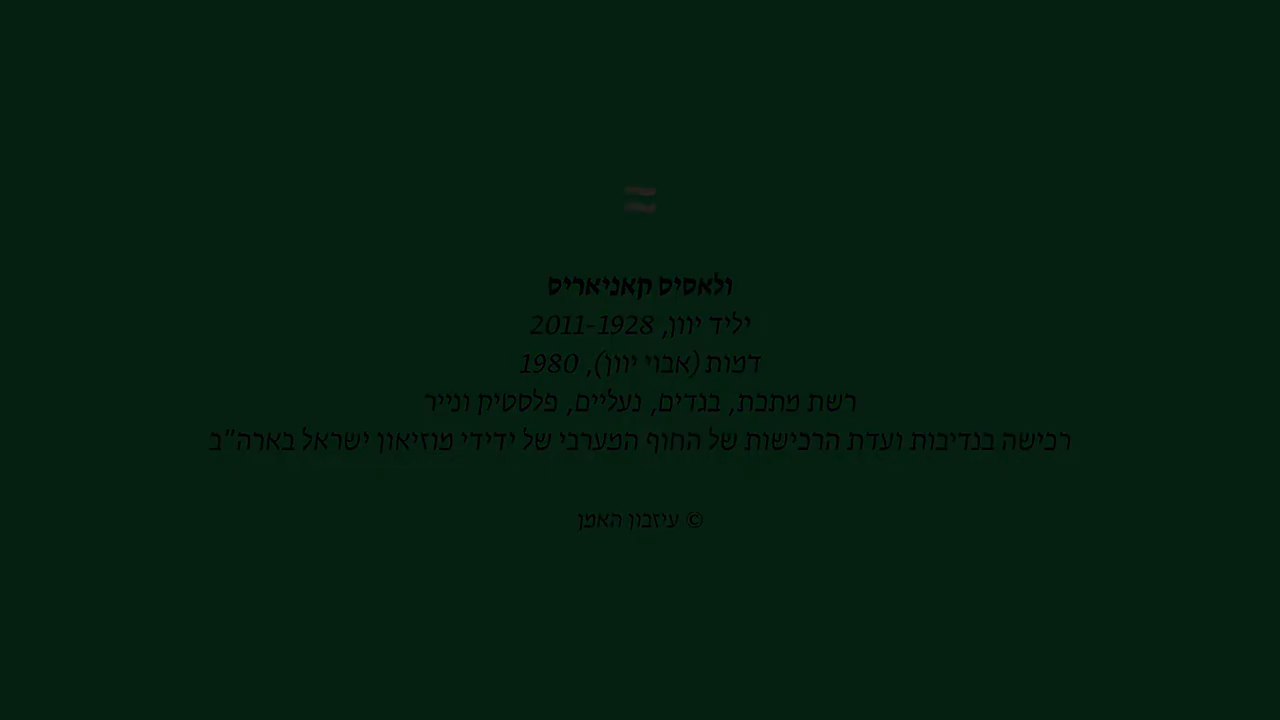 ולאסיס קאניאריס
יליד יוון, 2011-1928
דמות (אבוי יוון), 1980
רשת מתכת, בגדים, נעליים, פלסטיק ונייר
רכישה בנדיבות ועדת הרכישות של החוף המערבי של ידידי מוזיאון ישראל בארה"ב
© עיזבון האמן